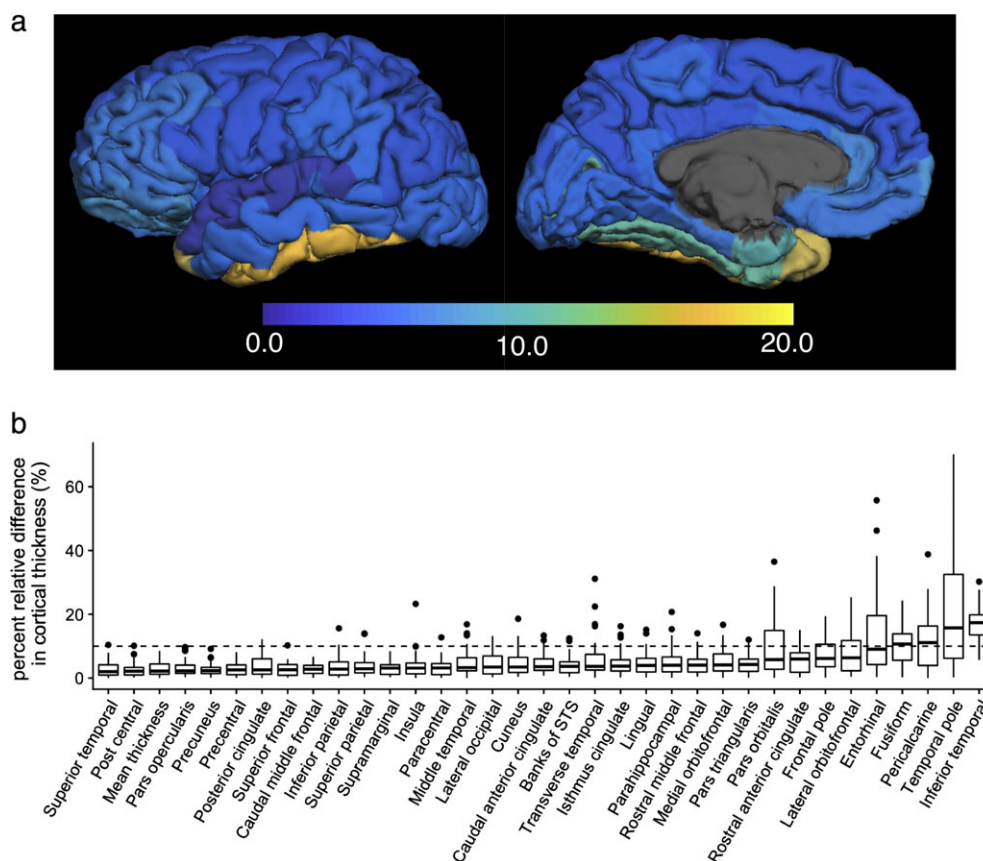 a
0.0 10.0 20.0
b
percent relative difference
in cortical thickness (%)
60
40
20
0
Superior temporal
Post central
Mean thickness
Pars opercularis
Precuneus
Precentral
Posterior cingulate
Superior frontal
Caudal middle frontal
Inferior parietal
Superior parietal
Supramarginal
Insula
Paracentral
Middle temporal
Lateral occipital
Cuneus
Caudal anterior cingulate
Banks of STS
Transverse temporal
Isthmus cingulate
Lingual
Parahippocampal
Rostral middle frontal
Medial orbitofrontal
Pars triangularis
Pars orbitalis
Rostral anterior cingulate
Frontal pole
Lateral orbitofrontal
Entorhinal
Fusiform
Pericalcarine
Temporal pole
Inferior temporal